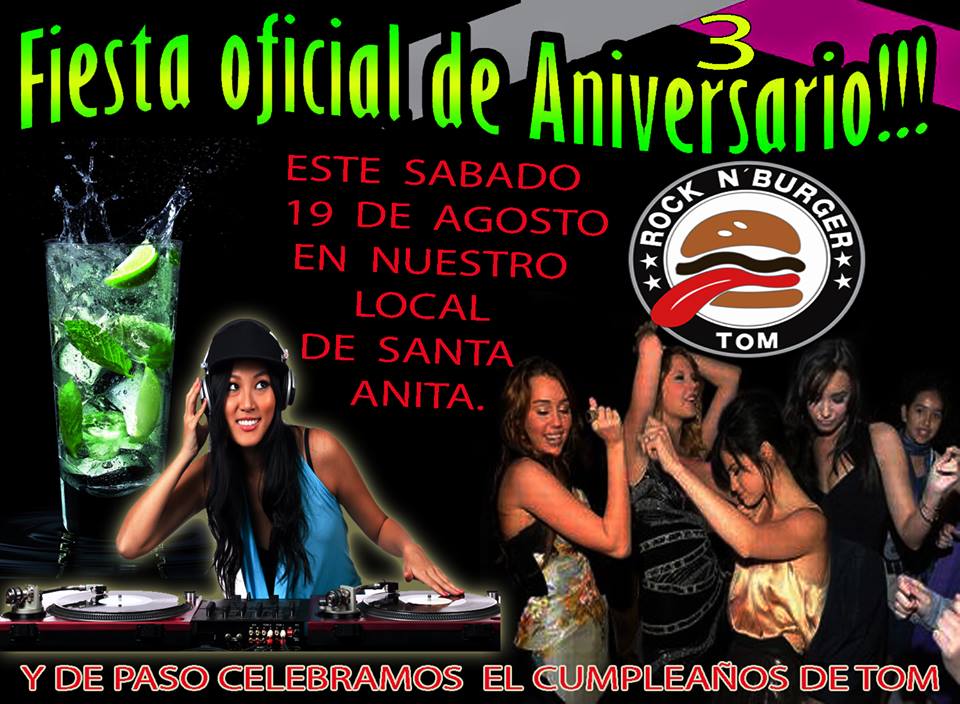 3
Fiesta oficial de Aniversario!!!
ESTE SABADO
19 DE AGOSTO
EN NUESTRO
LOCAL
DE SANTA
ANITA.
ROCK N´BURGER
TOM
Y DE PASO CELEBRAMOS EL CUMPLEAÑOS DE TOM